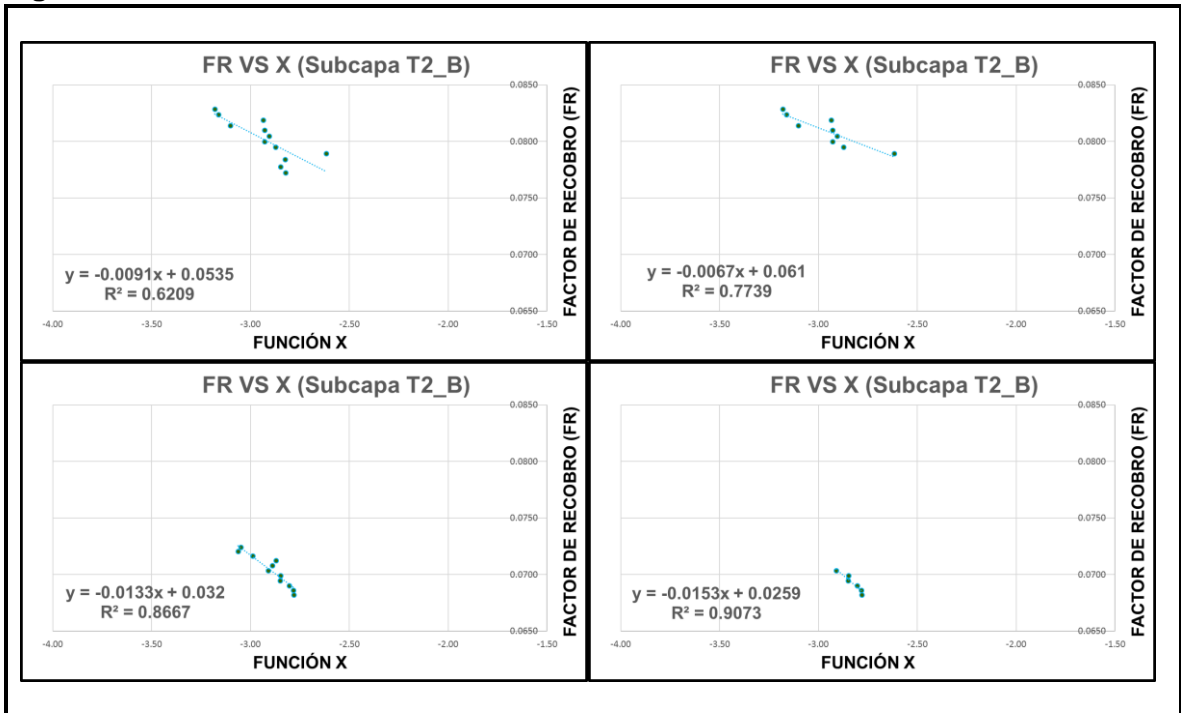 FR VS X (Subcapa T2_B)
0.0850
0.0800
0.0750
0.0700
0.0650
FACTOR DE RECOBRO (FR)
y = -0.0091x + 0.0535
R² = 0.6209
-4.00 -3.50 -3.00 -2.50 -2.00 -1.50
FUNCIÓN X
FR VS X (Subcapa T2_B)
0.0850
0.0800
0.0750
0.0700
0.0650
FACTOR DE RECOBRO (FR)
y = -0.0067x + 0.061
R² = 0.7739
-4.00 -3.50 -3.00 -2.50 -2.00 -1.50
FUNCIÓN X
FR VS X (Subcapa T2_B)
0.0850
0.0800
0.0750
0.0700
0.0650
FACTOR DE RECOBRO (FR)
y = -0.0133x + 0.032
R² = 0.8667
-4.00 -3.50 -3.00 -2.50 -2.00 -1.50
FUNCIÓN X
FR VS X (Subcapa T2_B)
0.0850
0.0800
0.0750
0.0700
0.0650
FACTOR DE RECOBRO (FR)
y = -0.0153x + 0.0259
R² = 0.9073
-4.00 -3.50 -3.00 -2.50 -2.00 -1.50
FUNCIÓN X